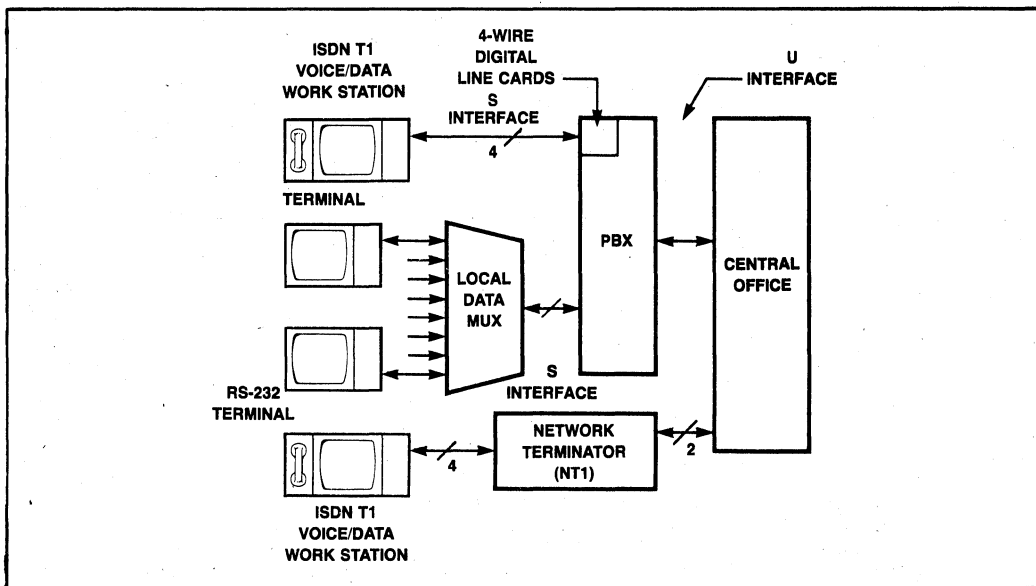 ISDN T1
VOICE/DATA
WORK STATION
4-WIRE
DIGITAL
LINE CARDS
S
INTERFACE
4
U
INTERFACE
TERMINAL
PBX
CENTRAL
OFFICE
LOCAL
DATA
MUX
S
INTERFACE
RS-232
TERMINAL
NETWORK
TERMINATOR
(NT1)
4
2
ISDN T1
VOICE/DATA
WORK STATION